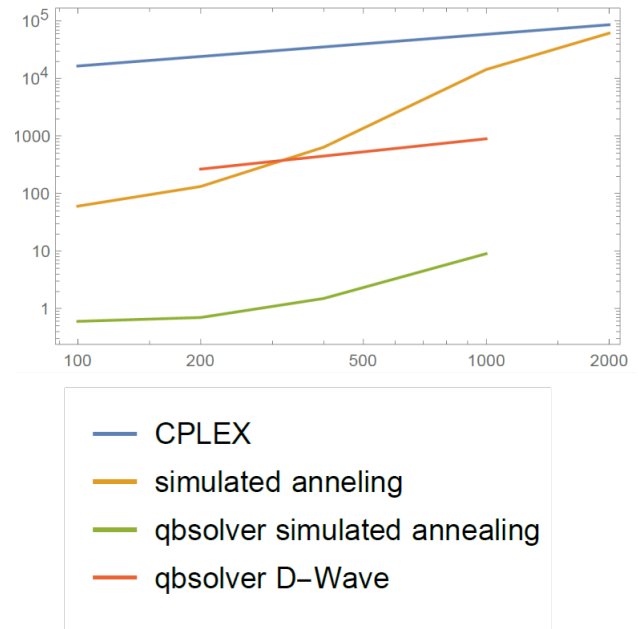 10^5
10^4
1000
100
10
1
100 200 500 1000 2000
CPLEX
simulated anneling
qbsolver simulated annealing
qbsolver D-Wave